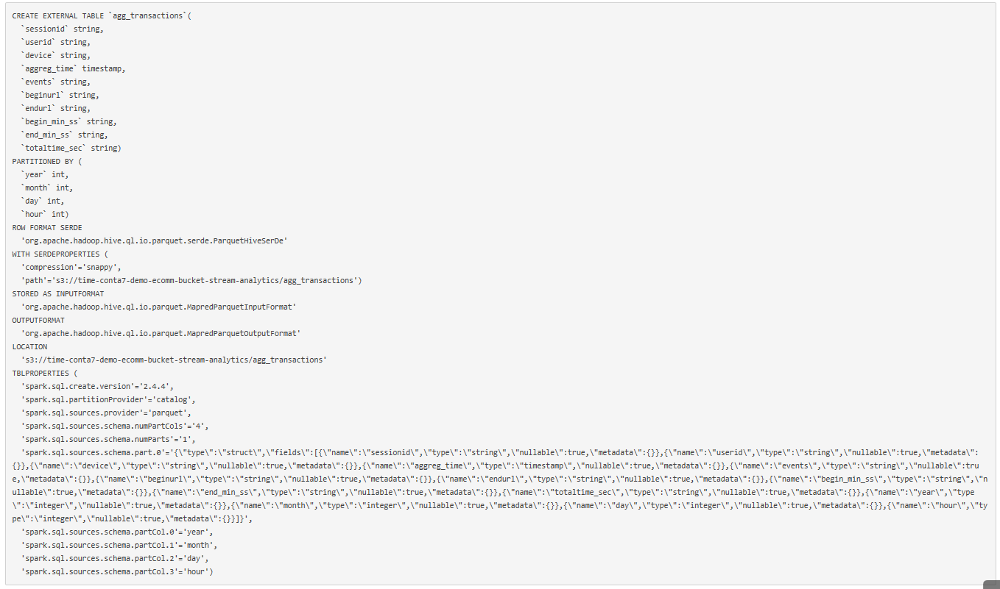 CREATE EXTERNAL TABLE `agg_transactions`(
  `sessionid` string,
  `userid` string,
  `device` string,
  `aggreg_time` timestamp,
  `events` string,
  `beginurl` string,
  `endurl` string,
  `begin_min_ss` string,
  `end_min_ss` string,
  `totaltime_sec` string)
PARTITIONED BY (
  `year` int,
  `month` int,
  `day` int,
  `hour` int)
ROW FORMAT SERDE
  'org.apache.hadoop.hive.ql.io.parquet.serde.ParquetHiveSerDe'
WITH SERDEPROPERTIES (
  'compression'='snappy',
  'path'='s3://time-conta7-demo-ecomm-bucket-stream-analytics/agg_transactions')
STORED AS INPUTFORMAT
  'org.apache.hadoop.hive.ql.io.parquet.MapredParquetInputFormat'
OUTPUTFORMAT
  'org.apache.hadoop.hive.ql.io.parquet.MapredParquetOutputFormat'
LOCATION
  's3://time-conta7-demo-ecomm-bucket-stream-analytics/agg_transactions'
TBLPROPERTIES (
  'spark.sql.create.version'='2.4.4',
  'spark.sql.partitionProvider'='catalog',
  'spark.sql.sources.provider'='parquet',
  'spark.sql.sources.schema.numPartCols'='4',
  'spark.sql.sources.schema.numParts'='1',
  'spark.sql.sources.schema.part.0'='{\"type\":\"struct\",\"fields\":[{\"name\":\"sessionid\",\"type\":\"string\",\"nullable\":true,\"metadata\":{}},{\"name\":\"userid\",\"type\":\"string\",\"nullable\":true,\"metadata\":
{}},{\"name\":\"device\",\"type\":\"string\",\"nullable\":true,\"metadata\":{}},{\"name\":\"aggreg_time\",\"type\":\"timestamp\",\"nullable\":true,\"metadata\":{}},{\"name\":\"events\",\"type\":\"string\",\"nullable\":tru
e,\"metadata\":{}},{\"name\":\"beginurl\",\"type\":\"string\",\"nullable\":true,\"metadata\":{}},{\"name\":\"endurl\",\"type\":\"string\",\"nullable\":true,\"metadata\":{}},{\"name\":\"begin_min_ss\",\"type\":\"string\",\"n
ullable\":true,\"metadata\":{}},{\"name\":\"end_min_ss\",\"type\":\"string\",\"nullable\":true,\"metadata\":{}},{\"name\":\"totaltime_sec\",\"type\":\"string\",\"nullable\":true,\"metadata\":{}},{\"name\":\"year\",\"type
\":\"integer\",\"nullable\":true,\"metadata\":{}},{\"name\":\"month\",\"type\":\"integer\",\"nullable\":true,\"metadata\":{}},{\"name\":\"day\",\"type\":\"integer\",\"nullable\":true,\"metadata\":{}},{\"name\":\"hour\",\"ty
pe\":\"integer\",\"nullable\":true,\"metadata\":{}}]}',
  'spark.sql.sources.schema.partCol.0'='year',
  'spark.sql.sources.schema.partCol.1'='month',
  'spark.sql.sources.schema.partCol.2'='day',
  'spark.sql.sources.schema.partCol.3'='hour')